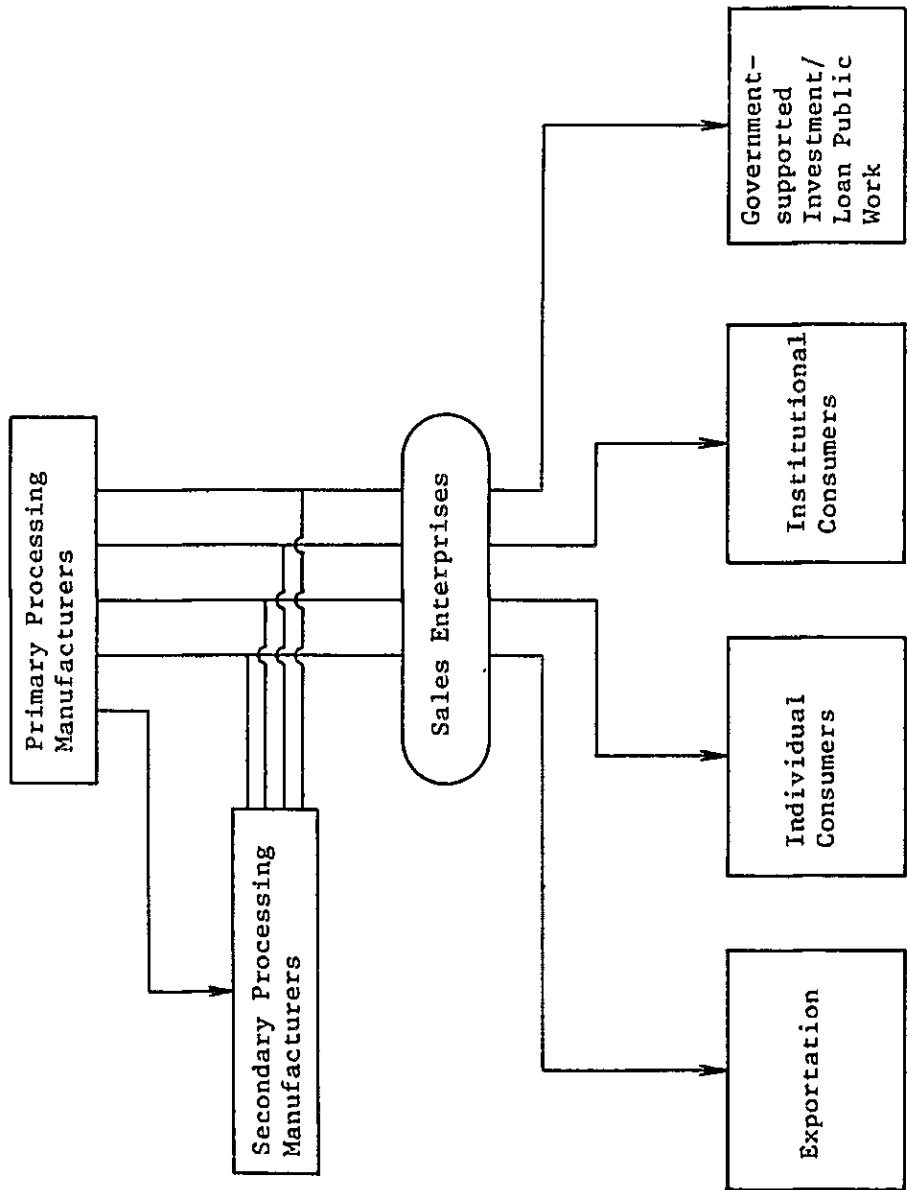 Primary Processing
Manufacturers
Secondary Processing
Manufacturers
Sales Enterprises
Exportation
Individual
Consumers
Institutional
Consumers
Government-
supported
Investment/
Loan Public
Work